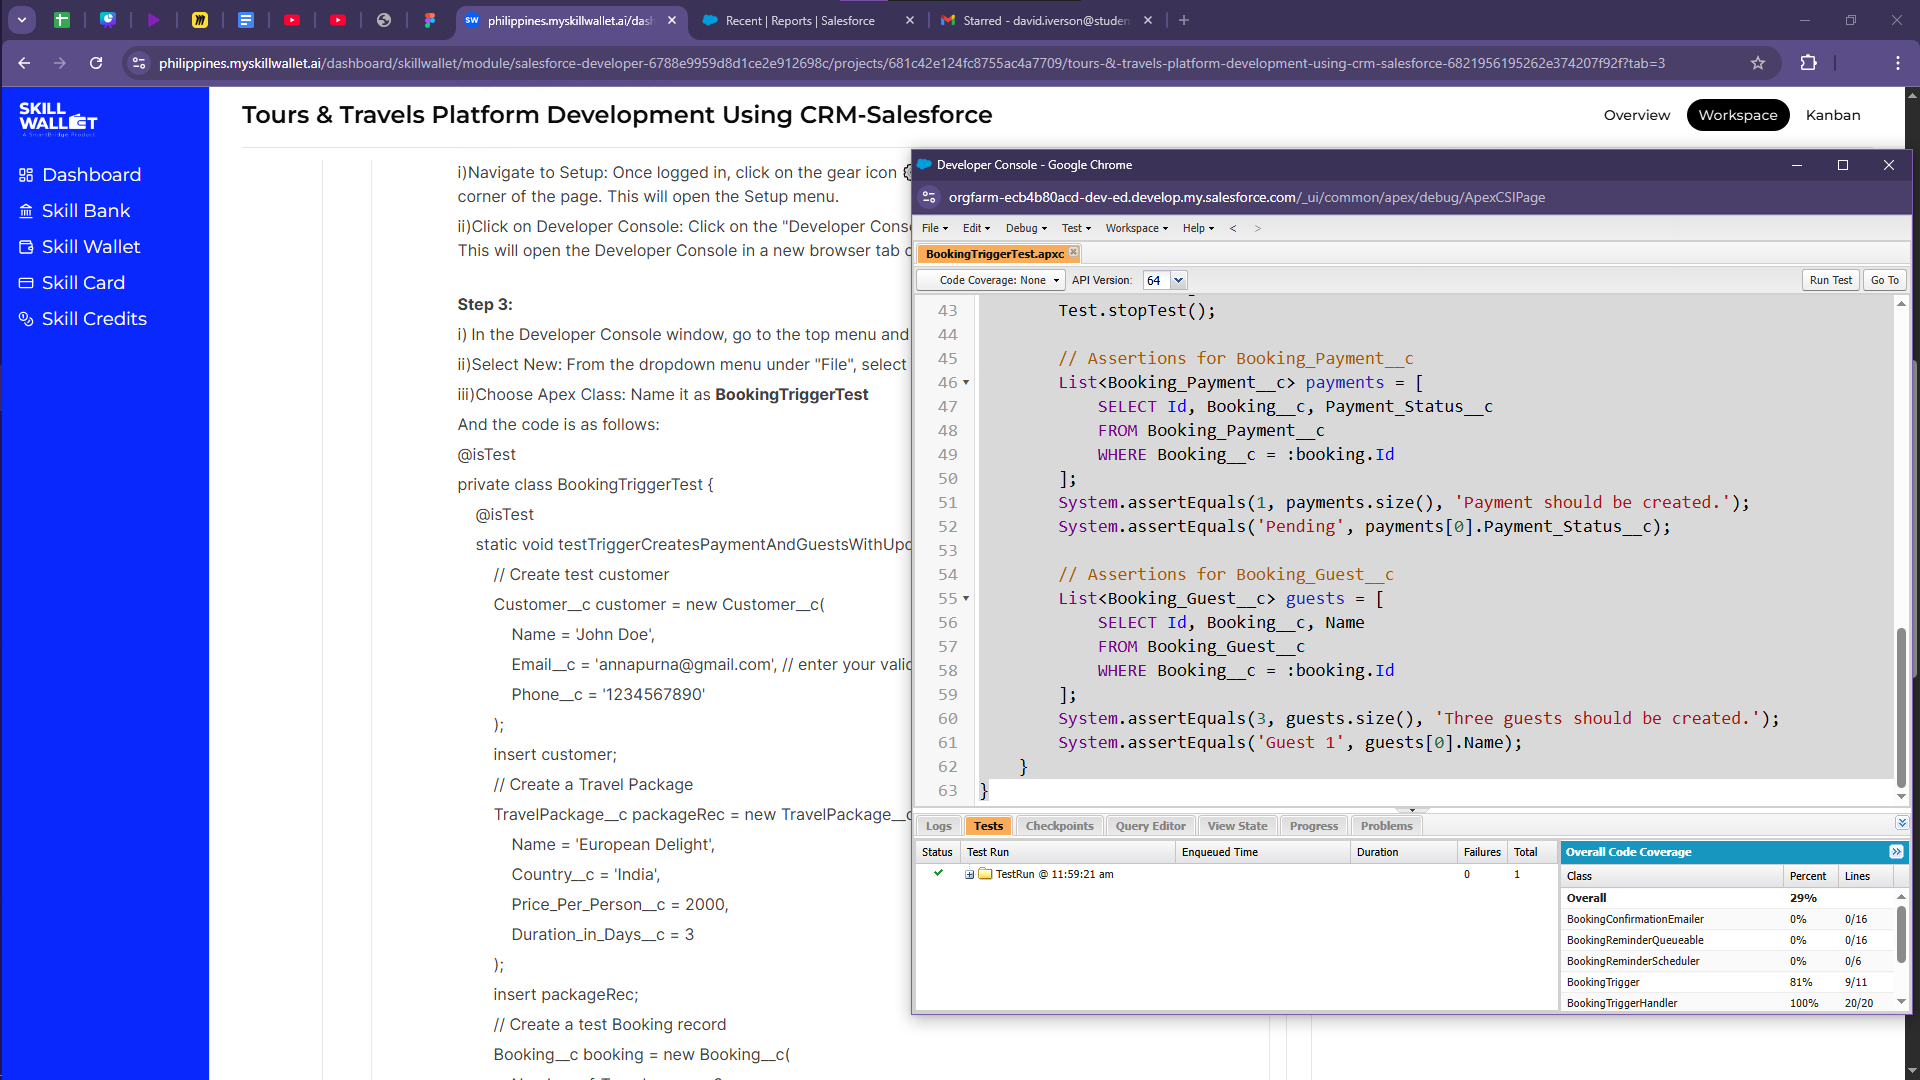 philippines.myskillwallet.ai/dash
Recent | Reports | Salesforce
Starred - david.iverson@studen
philippines.myskillwallet.ai/dashboard/skillwallet/module/salesforce-developer-6788e9959d8d1ce2e912698c/projects/681c42e124fc8755ac4a7709/tours-&-travels-platform-development-using-crm-salesforce-6821956195262e374207f92f?tab=3
SKILL
WALLET
A SmartBridge Product
Dashboard
Skill Bank
Skill Wallet
Skill Card
Skill Credits
Tours & Travels Platform Development Using CRM-Salesforce
Overview
Workspace
Kanban
i)Navigate to Setup: Once logged in, click on the gear icon
corner of the page. This will open the Setup menu.
ii)Click on Developer Console: Click on the "Developer Cons
This will open the Developer Console in a new browser tab o
Step 3:
i) In the Developer Console window, go to the top menu and
ii)Select New: From the dropdown menu under "File", select
iii)Choose Apex Class: Name it as BookingTriggerTest
And the code is as follows:
@isTest
private class BookingTriggerTest {
@isTest
static void testTriggerCreatesPaymentAndGuestsWithUpd
// Create test customer
Customer__c customer = new Customer__c(
Name = 'John Doe',
Email__c = 'annapurna@gmail.com', // enter your valid
Phone__c = '1234567890'
);
insert customer;
// Create a Travel Package
TravelPackage__c packageRec = new TravelPackage__c
Name = 'European Delight',
Country__c = 'India',
Price_Per_Person__c = 2000,
Duration_in_Days__c = 3
);
insert packageRec;
// Create a test Booking record
Booking__c booking = new Booking__c(
Developer Console - Google Chrome
orgfarm-ecb4b80acd-dev-ed.develop.my.salesforce.com/_ui/common/apex/debug/ApexCSIPage
File Edit Debug Test Workspace Help < >
BookingTriggerTest.apxc
Code Coverage: None API Version: 64 Run Test Go To
43 Test.stopTest();
44
45 // Assertions for Booking_Payment__c
46 List<Booking_Payment__c> payments = [
47 SELECT Id, Booking__c, Payment_Status__c
48 FROM Booking_Payment__c
49 WHERE Booking__c = :booking.Id
50 ];
51 System.assertEquals(1, payments.size(), 'Payment should be created.');
52 System.assertEquals('Pending', payments[0].Payment_Status__c);
53
54 // Assertions for Booking_Guest__c
55 List<Booking_Guest__c> guests = [
56 SELECT Id, Booking__c, Name
57 FROM Booking_Guest__c
58 WHERE Booking__c = :booking.Id
59 ];
60 System.assertEquals(3, guests.size(), 'Three guests should be created.');
61 System.assertEquals('Guest 1', guests[0].Name);
62 }
63 }
Logs Tests Checkpoints Query Editor View State Progress Problems
Status Test Run Enqueued Time Duration Failures Total
TestRun @ 11:59:21 am 0 1
Overall Code Coverage
Class Percent Lines
Overall 29%
BookingConfirmationEmailer 0% 0/16
BookingReminderQueueable 0% 0/16
BookingReminderScheduler 0% 0/6
BookingTrigger 81% 9/11
BookingTriggerHandler 100% 20/20